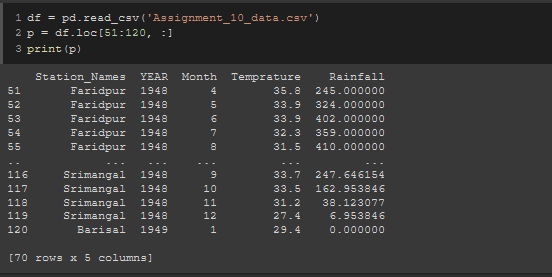 1 df = pd.read_csv('Assignment_10_data.csv')
2 p = df.loc[51:120, :]
3 print(p)
Station_Names YEAR Month Temprature Rainfall
51 Faridpur 1948 4 35.8 245.000000
52 Faridpur 1948 5 33.9 324.000000
53 Faridpur 1948 6 33.9 402.000000
54 Faridpur 1948 7 32.3 359.000000
55 Faridpur 1948 8 31.5 410.000000
.. ... ... ... ... ...
116 Srimangal 1948 9 33.7 247.646154
117 Srimangal 1948 10 33.5 162.953846
118 Srimangal 1948 11 31.2 38.123077
119 Srimangal 1948 12 27.4 6.953846
120 Barisal 1949 1 29.4 0.000000
[70 rows x 5 columns]